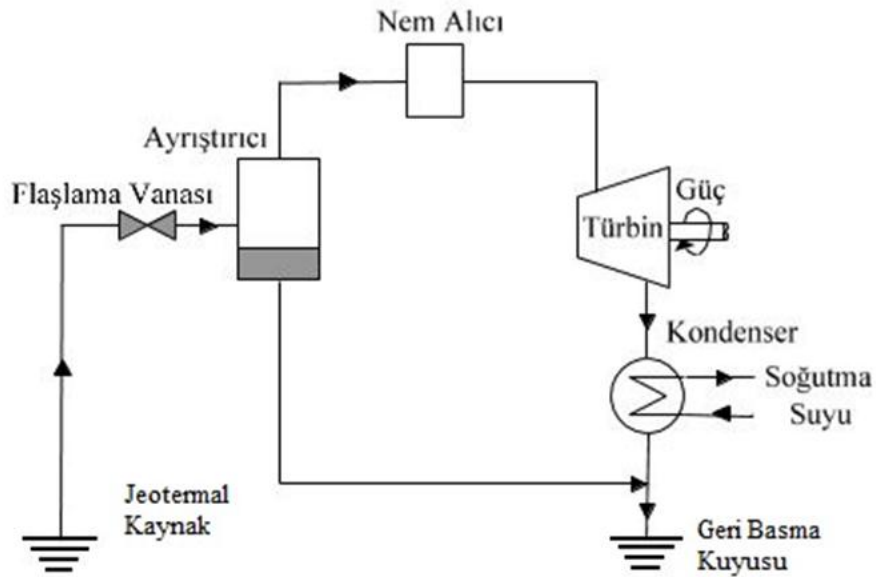 Nem Alıcı
Ayrıştırıcı
Flaşlama Vanası
Güç
Türbin
Kondenser
Soğutma
Suyu
Jeotermal
Kaynak
Geri Basma
Kuyusu